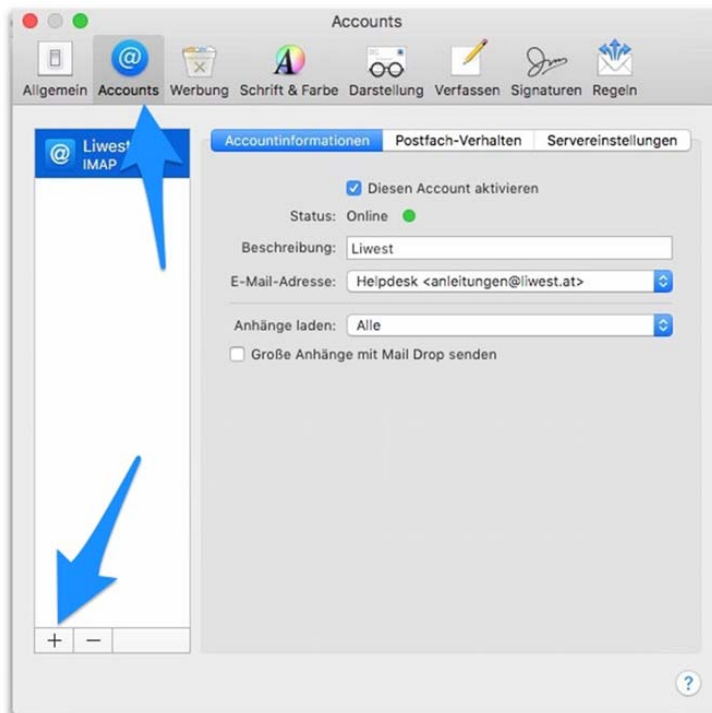 Accounts
Allgemein Accounts Werbung Schrift & Farbe Darstellung Verfassen Signaturen Regeln
Liwest
IMAP
Accountinformationen Postfach-Verhalten Servereinstellungen
Diesen Account aktivieren
Status: Online
Beschreibung: Liwest
E-Mail-Adresse: Helpdesk <anleitungen@liwest.at>
Anhänge laden: Alle
Große Anhänge mit Mail Drop senden
+ −
?